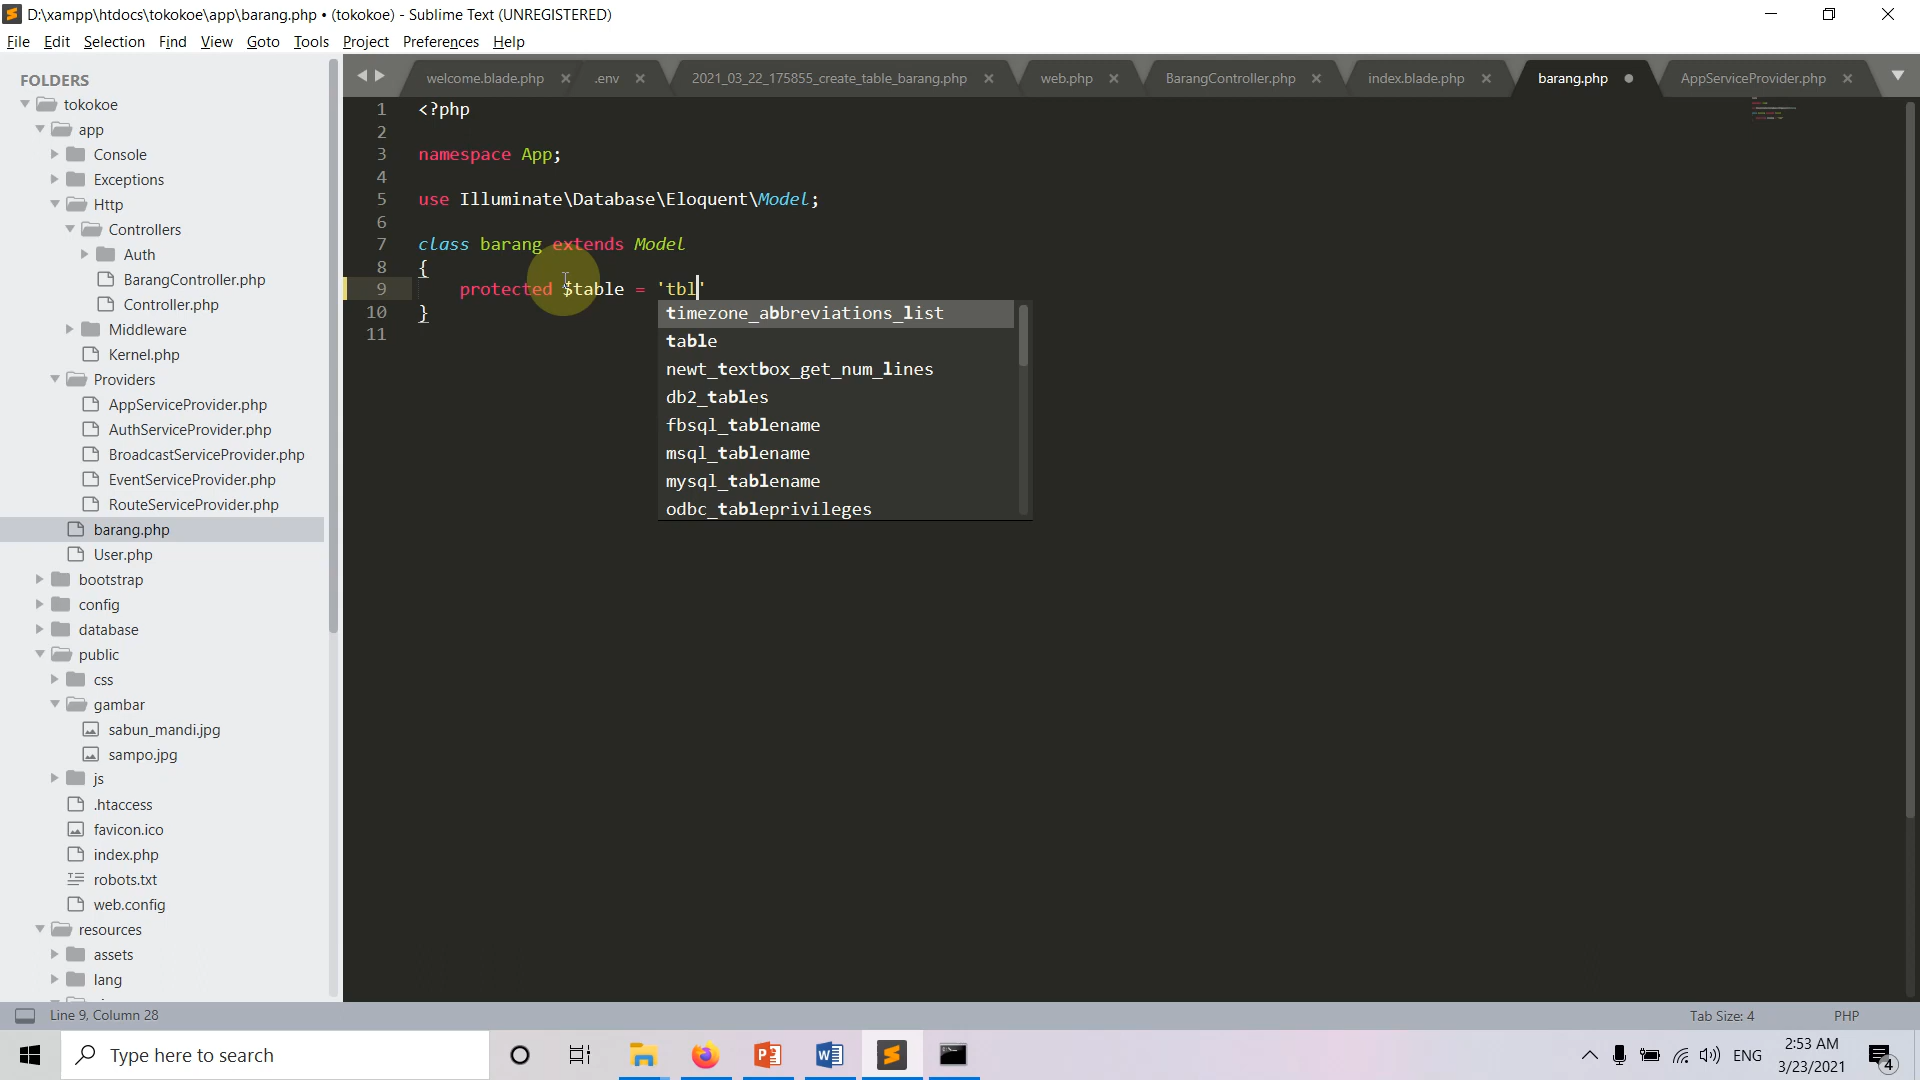 D:\xampp\htdocs\tokokoe\app\barang.php • (tokokoe) - Sublime Text (UNREGISTERED)
File Edit Selection Find View Goto Tools Project Preferences Help
FOLDERS
tokokoe
app
Console
Exceptions
Http
Controllers
Auth
BarangController.php
Controller.php
Middleware
Kernel.php
Providers
AppServiceProvider.php
AuthServiceProvider.php
BroadcastServiceProvider.php
EventServiceProvider.php
RouteServiceProvider.php
barang.php
User.php
bootstrap
config
database
public
css
gambar
sabun_mandi.jpg
sampo.jpg
js
.htaccess
favicon.ico
index.php
robots.txt
web.config
resources
assets
lang
welcome.blade.php .env 2021_03_22_175855_create_table_barang.php web.php BarangController.php index.blade.php barang.php AppServiceProvider.php
1 <?php
2
3 namespace App;
4
5 use Illuminate\Database\Eloquent\Model;
6
7 class barang extends Model
8 {
9 protected $table = 'tbl'
10 }
11
timezone_abbreviations_list
table
newt_textbox_get_num_lines
db2_tables
fbsql_tablename
msql_tablename
mysql_tablename
odbc_tableprivileges
Line 9, Column 28 Tab Size: 4 PHP
Type here to search
ENG
2:53 AM
3/23/2021
4